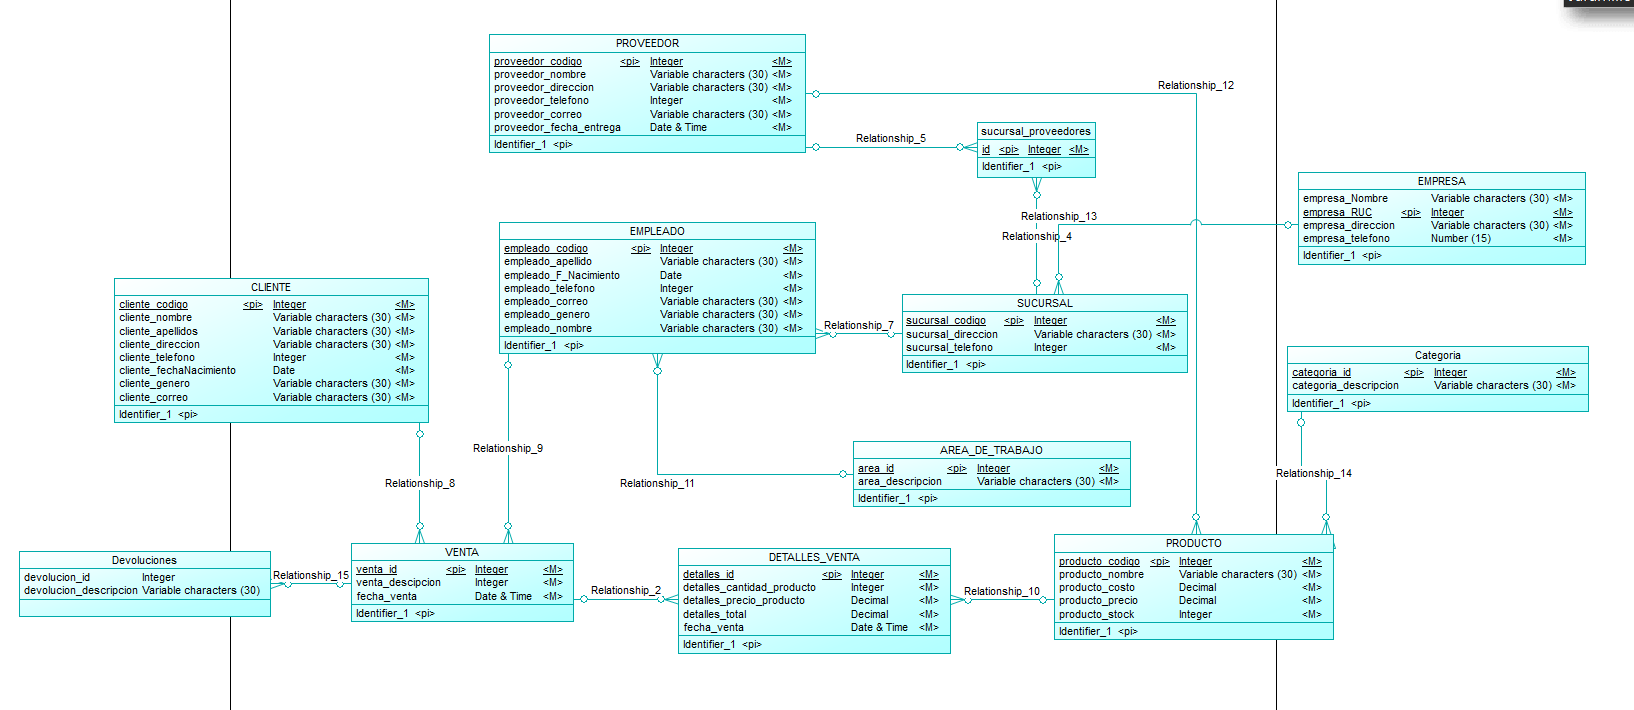 PROVEEDOR
proveedor_codigo <pi> Integer <M>
proveedor_nombre Variable characters (30) <M>
proveedor_direccion Variable characters (30) <M>
proveedor_telefono Integer <M>
proveedor_correo Variable characters (30) <M>
proveedor_fecha_entrega Date & Time <M>
Identifier_1 <pi>
Relationship_12
Relationship_5
sucursal_proveedores
id <pi> Integer <M>
Identifier_1 <pi>
Relationship_13
Relationship_4
EMPRESA
empresa_Nombre Variable characters (30) <M>
empresa_RUC <pi> Integer <M>
empresa_direccion Variable characters (30) <M>
empresa_telefono Number (15) <M>
Identifier_1 <pi>
EMPLEADO
empleado_codigo <pi> Integer <M>
empleado_apellido Variable characters (30) <M>
empleado_F_Nacimiento Date <M>
empleado_telefono Integer <M>
empleado_correo Variable characters (30) <M>
empleado_genero Variable characters (30) <M>
empleado_nombre Variable characters (30) <M>
Identifier_1 <pi>
Relationship_7
SUCURSAL
sucursal_codigo <pi> Integer <M>
sucursal_direccion Variable characters (30) <M>
sucursal_telefono Integer <M>
Identifier_1 <pi>
CLIENTE
cliente_codigo <pi> Integer <M>
cliente_nombre Variable characters (30) <M>
cliente_apellidos Variable characters (30) <M>
cliente_direccion Variable characters (30) <M>
cliente_telefono Integer <M>
cliente_fechaNacimiento Date <M>
cliente_genero Variable characters (30) <M>
cliente_correo Variable characters (30) <M>
Identifier_1 <pi>
Categoria
categoria_id <pi> Integer <M>
categoria_descripcion Variable characters (30) <M>
Identifier_1 <pi>
Relationship_9
Relationship_8
Relationship_11
AREA_DE_TRABAJO
area_id <pi> Integer <M>
area_descripcion Variable characters (30) <M>
Identifier_1 <pi>
Relationship_14
Devoluciones
devolucion_id Integer
devolucion_descripcion Variable characters (30)
Relationship_15
VENTA
venta_id <pi> Integer <M>
venta_descipcion Integer <M>
fecha_venta Date & Time <M>
Identifier_1 <pi>
Relationship_2
DETALLES_VENTA
detalles_id <pi> Integer <M>
detalles_cantidad_producto Integer <M>
detalles_precio_producto Decimal <M>
detalles_total Decimal <M>
fecha_venta Date & Time <M>
Identifier_1 <pi>
Relationship_10
PRODUCTO
producto_codigo <pi> Integer <M>
producto_nombre Variable characters (30) <M>
producto_costo Decimal <M>
producto_precio Decimal <M>
producto_stock Integer <M>
Identifier_1 <pi>